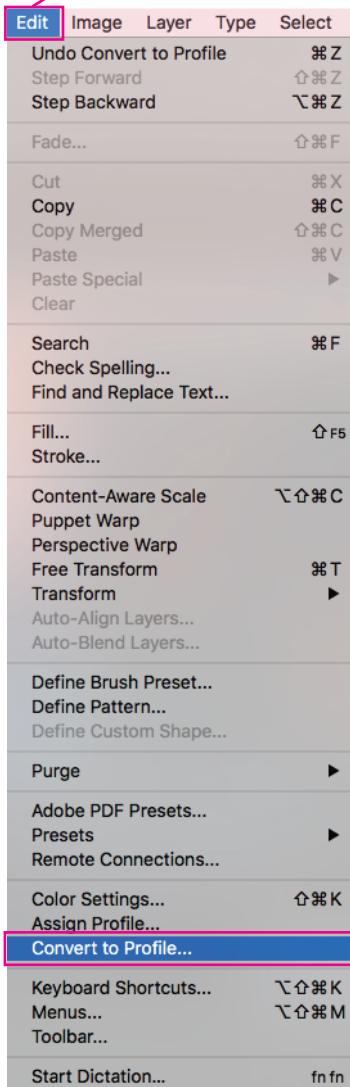 Edit Image Layer Type Select
Undo Convert to Profile ⌘Z
Step Forward ⇧⌘Z
Step Backward ⌥⌘Z
Fade... ⇧⌘F
Cut ⌘X
Copy ⌘C
Copy Merged ⇧⌘C
Paste ⌘V
Paste Special ▶
Clear
Search ⌘F
Check Spelling...
Find and Replace Text...
Fill... ⇧F5
Stroke...
Content-Aware Scale ⌥⇧⌘C
Puppet Warp
Perspective Warp
Free Transform ⌘T
Transform ▶
Auto-Align Layers...
Auto-Blend Layers...
Define Brush Preset...
Define Pattern...
Define Custom Shape...
Purge ▶
Adobe PDF Presets...
Presets ▶
Remote Connections...
Color Settings... ⇧⌘K
Assign Profile...
Convert to Profile...
Keyboard Shortcuts... ⌥⇧⌘K
Menus... ⌥⇧⌘M
Toolbar...
Start Dictation... fn fn